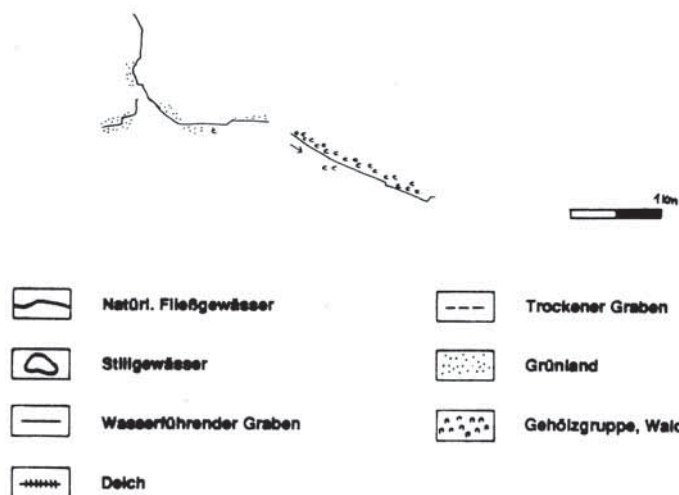 1 km
Natürl. Fließgewässer
Stillgewässer
Wasserführender Graben
Deich
Trockener Graben
Grünland
Gehölzgruppe, Wald